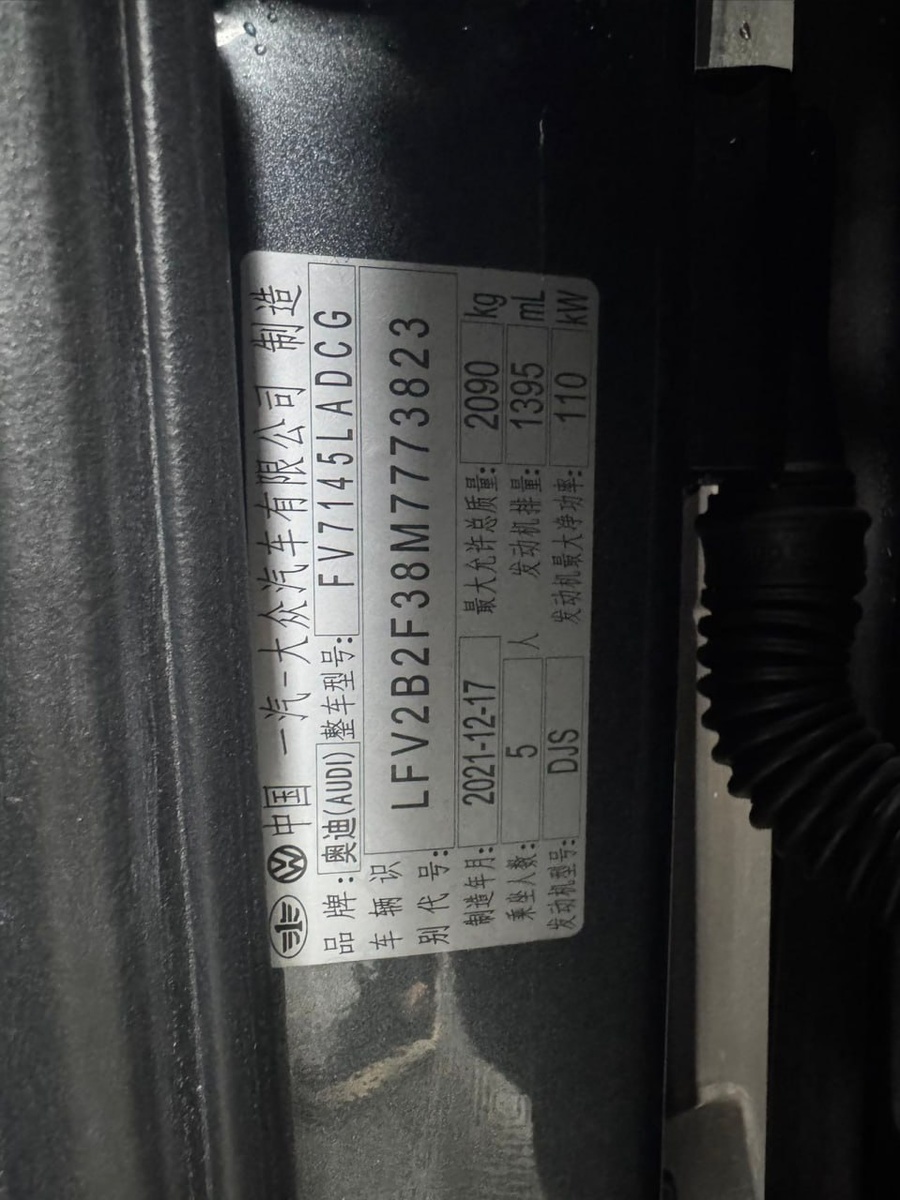 中国 一汽-大众汽车有限公司 制造
品牌: 奥迪(AUDI) 整车型号: FV7145LADCG
车辆识别代号: LFV2B2F38M7773823
制造年月: 2021-12-17 最大允许总质量: 2090 kg
乘坐人数: 5 人 发动机排量: 1395 mL
发动机型号: DJS 发动机最大净功率: 110 kW